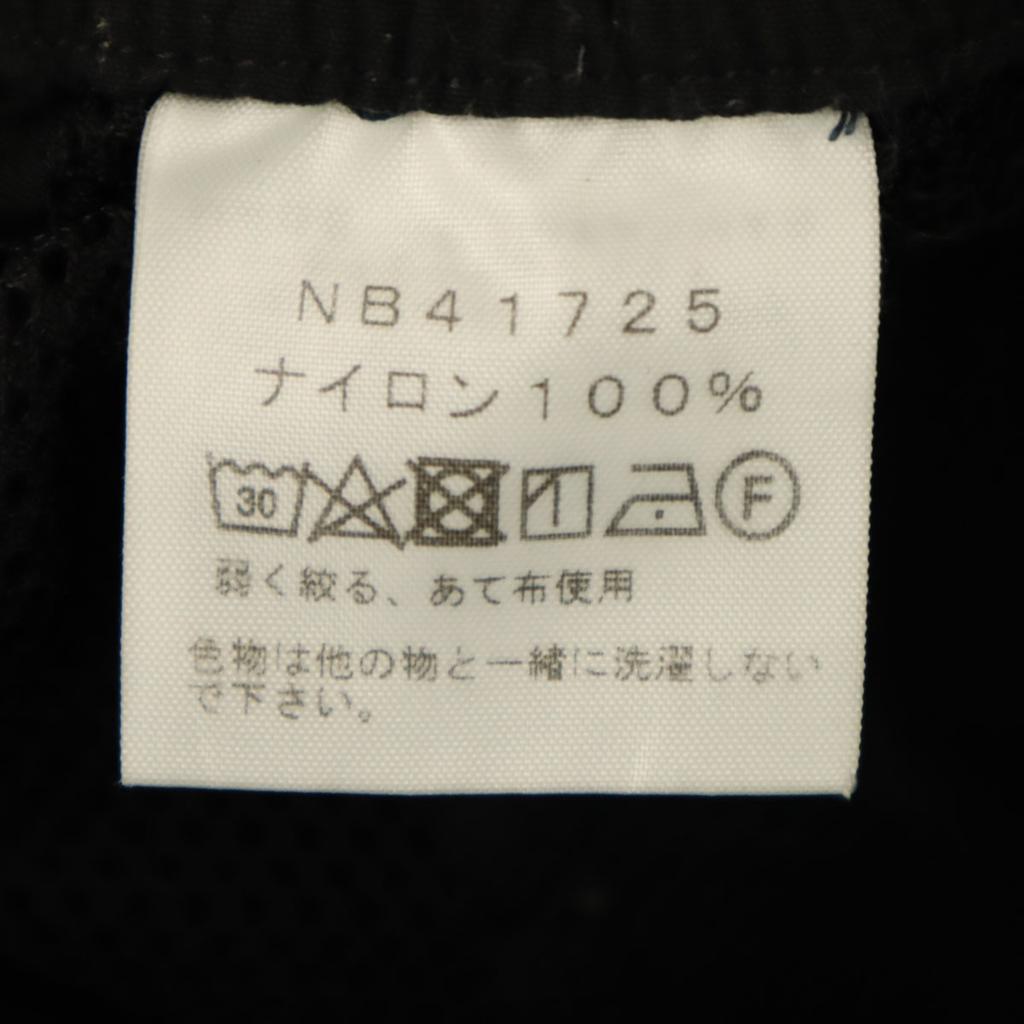 NB41725
ナイロン100%
30 F
弱く絞る、あて布使用
色物は他の物と一緒に洗濯しない
で下さい。